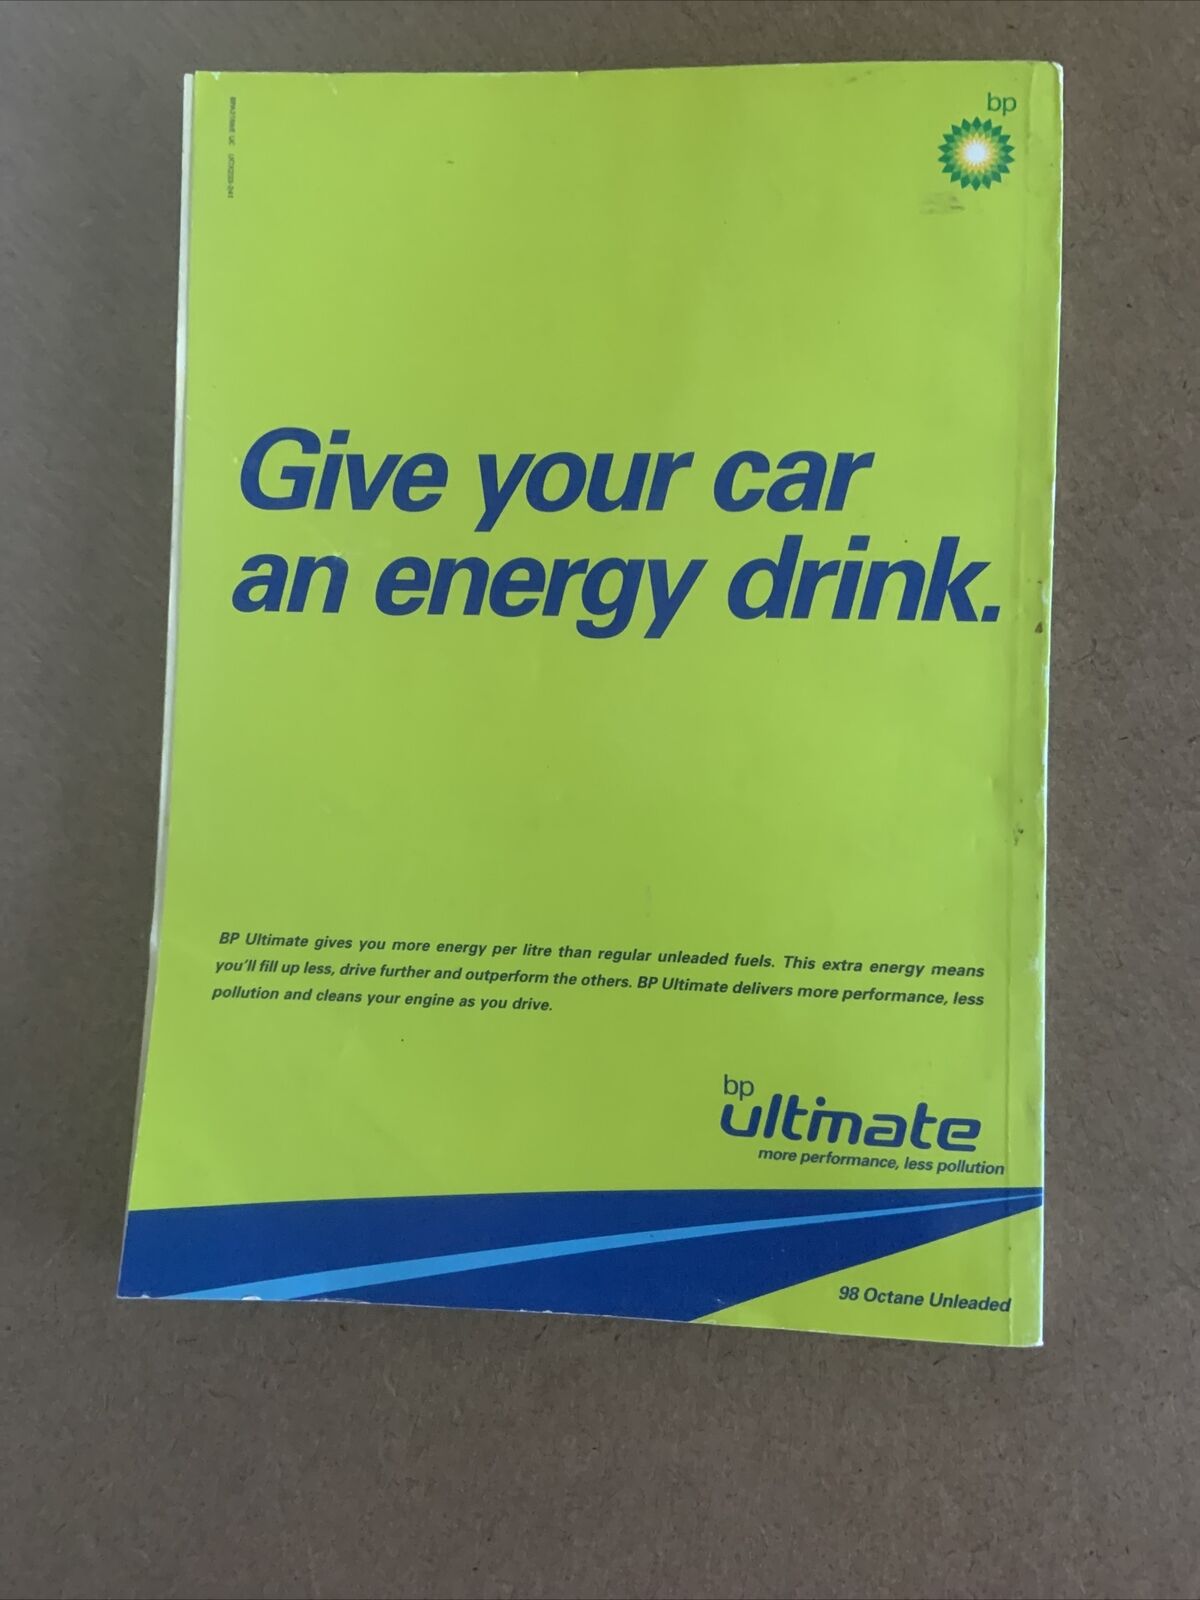 bp
Give your car
an energy drink.
BP Ultimate gives you more energy per litre than regular unleaded fuels. This extra energy means
you'll fill up less, drive further and outperform the others. BP Ultimate delivers more performance, less
pollution and cleans your engine as you drive.
bp
ultimate
more performance, less pollution
98 Octane Unleaded